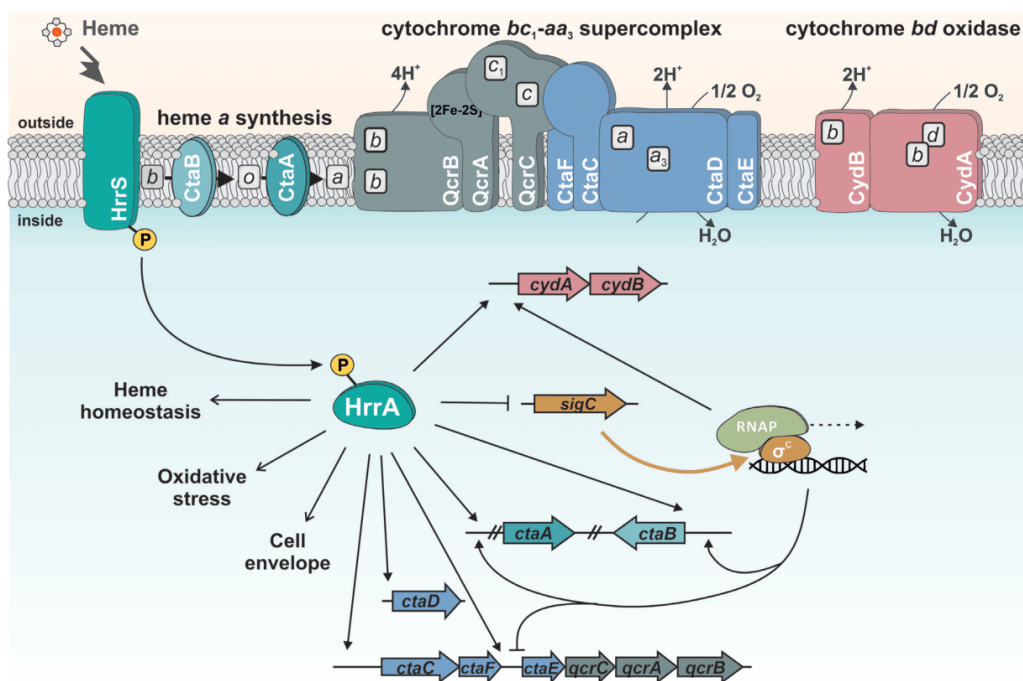 Heme
cytochrome bc₁-aa₃ supercomplex
cytochrome bd oxidase
4H⁺
2H⁺
1/2 O₂
2H⁺
1/2 O₂
outside
heme a synthesis
inside
HrrS
P
b
CtaB
o
CtaA
a
b
b
QcrB
[2Fe-2S]
QcrA
c₁
c
QcrC
CtaF
CtaC
a
a₃
CtaD
CtaE
H₂O
b
CydB
d
b
CydA
H₂O
cydA
cydB
P
HrrA
Heme
homeostasis
sigC
RNAP
σᶜ
Oxidative
stress
Cell
envelope
ctaA
ctaB
ctaD
ctaC
ctaF
ctaE
qcrC
qcrA
qcrB